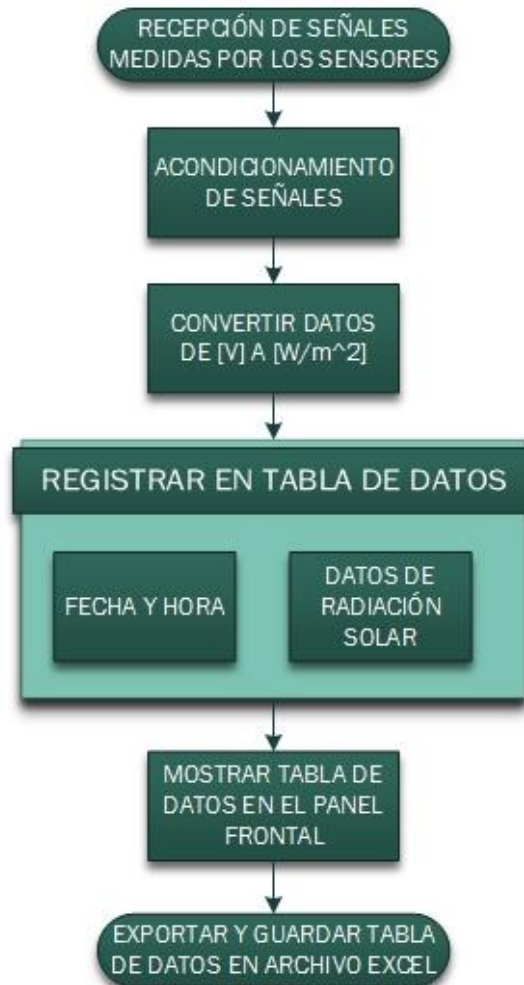 RECEPCIÓN DE SEÑALES
MEDIDAS POR LOS SENSORES
ACONDICIONAMIENTO
DE SEÑALES
CONVERTIR DATOS
DE [V] A [W/m^2]
REGISTRAR EN TABLA DE DATOS
FECHA Y HORA
DATOS DE
RADIACIÓN
SOLAR
MOSTRAR TABLA DE
DATOS EN EL PANEL
FRONTAL
EXPORTAR Y GUARDAR TABLA
DE DATOS EN ARCHIVO EXCEL